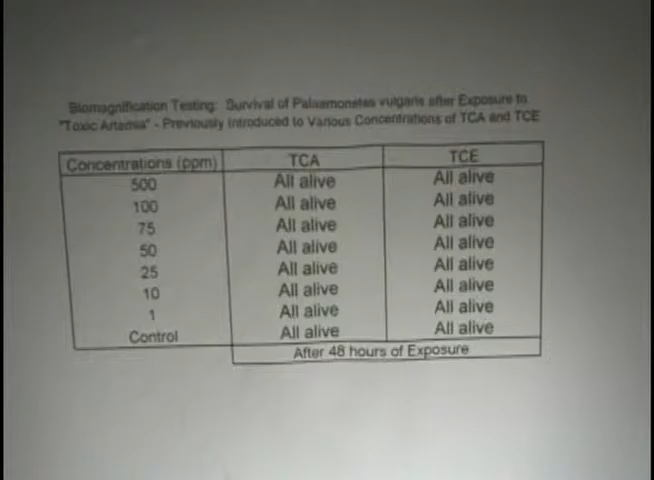 Biomagnification Testing: Survival of Palaemonetes vulgaris after Exposure to
"Toxic Artemia" - Previously Introduced to Various Concentrations of TCA and TCE
Concentrations (ppm) TCA TCE
500 All alive All alive
100 All alive All alive
75 All alive All alive
50 All alive All alive
25 All alive All alive
10 All alive All alive
1 All alive All alive
Control All alive All alive
After 48 hours of Exposure